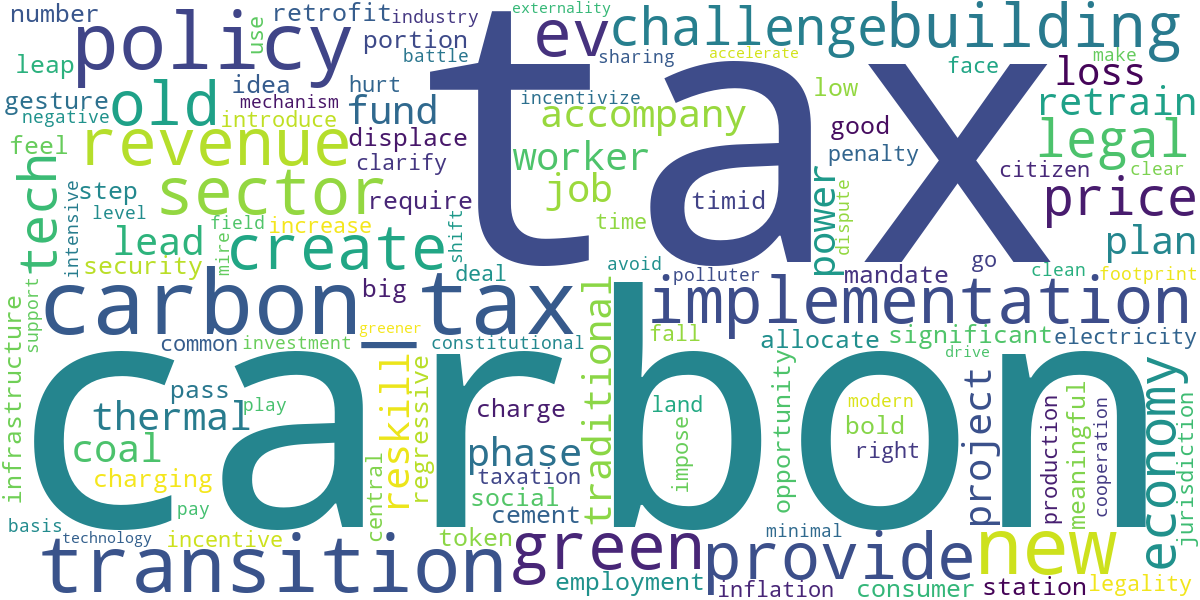 number
retrofit
industry
externality
policy
use
portion
battle
ev
sharing
challenge
accelerate
building
make
leap
idea
hurt
face
loss
gesture
old
mechanism
fund
incentivize
tax
low
retrain
negative
introduce
accompany
good
legal
feel
revenue
displace
clarify
worker
penalty
citizen
clear
tech
step
sector
require
job
timid
power
dispute
price
intensive
level
field
increase
time
lead
mire
create
shift
plan
security
deal
avoid
polluter
mandate
go
clean
footprint
carbon tax
big
implementation
infrastructure
support
common
investment
greener
constitutional
traditional
fall
allocate
significant
electricity
pass
play
reskill
regressive
opportunity
drive
thermal
charge
carbon
land
modern
project
economy
coal
phase
impose
bold
right
production
meaningful
cooperation
jurisdiction
charging
taxation
pay
central
social
basis
technology
incentive
token
cement
minimal
transition
green
provide
new
employment
inflation
consumer
station
legality